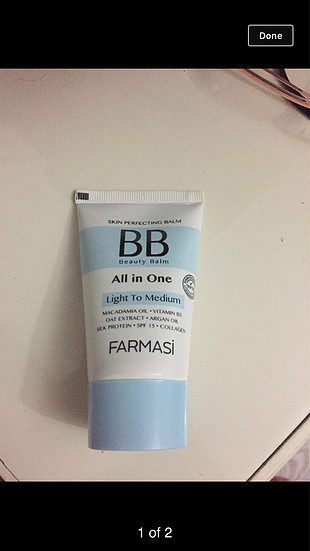 Done
SKIN PERFECTING BALM
BB
Beauty Balm
All in One
Light To Medium
MACADAMIA OIL • VITAMIN B3
OAT EXTRACT • ARGAN OIL
SILK PROTEIN • SPF 15 • COLLAGEN
FARMASi
1 of 2